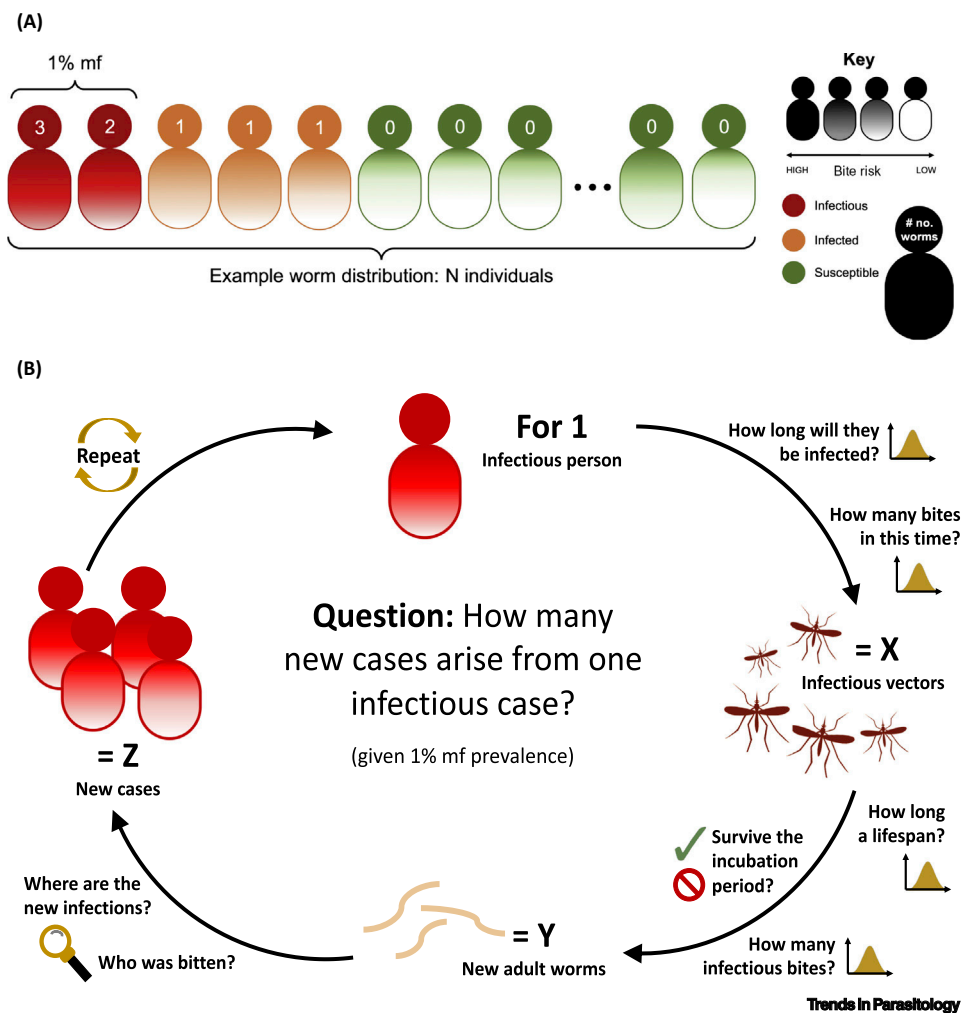 (A)
1% mf
3 2 1 1 1 0 0 0 0 0
Example worm distribution: N individuals
Key
HIGH Bite risk LOW
Infectious
Infected
Susceptible
# no.
worms
(B)
Repeat
For 1
Infectious person
How long will they
be infected?
How many bites
in this time?
= X
Infectious vectors
Question: How many
new cases arise from one
infectious case?
(given 1% mf prevalence)
= Z
New cases
How long
a lifespan?
Survive the
incubation
period?
Where are the
new infections?
Who was bitten?
= Y
New adult worms
How many
infectious bites?
Trends in Parasitology